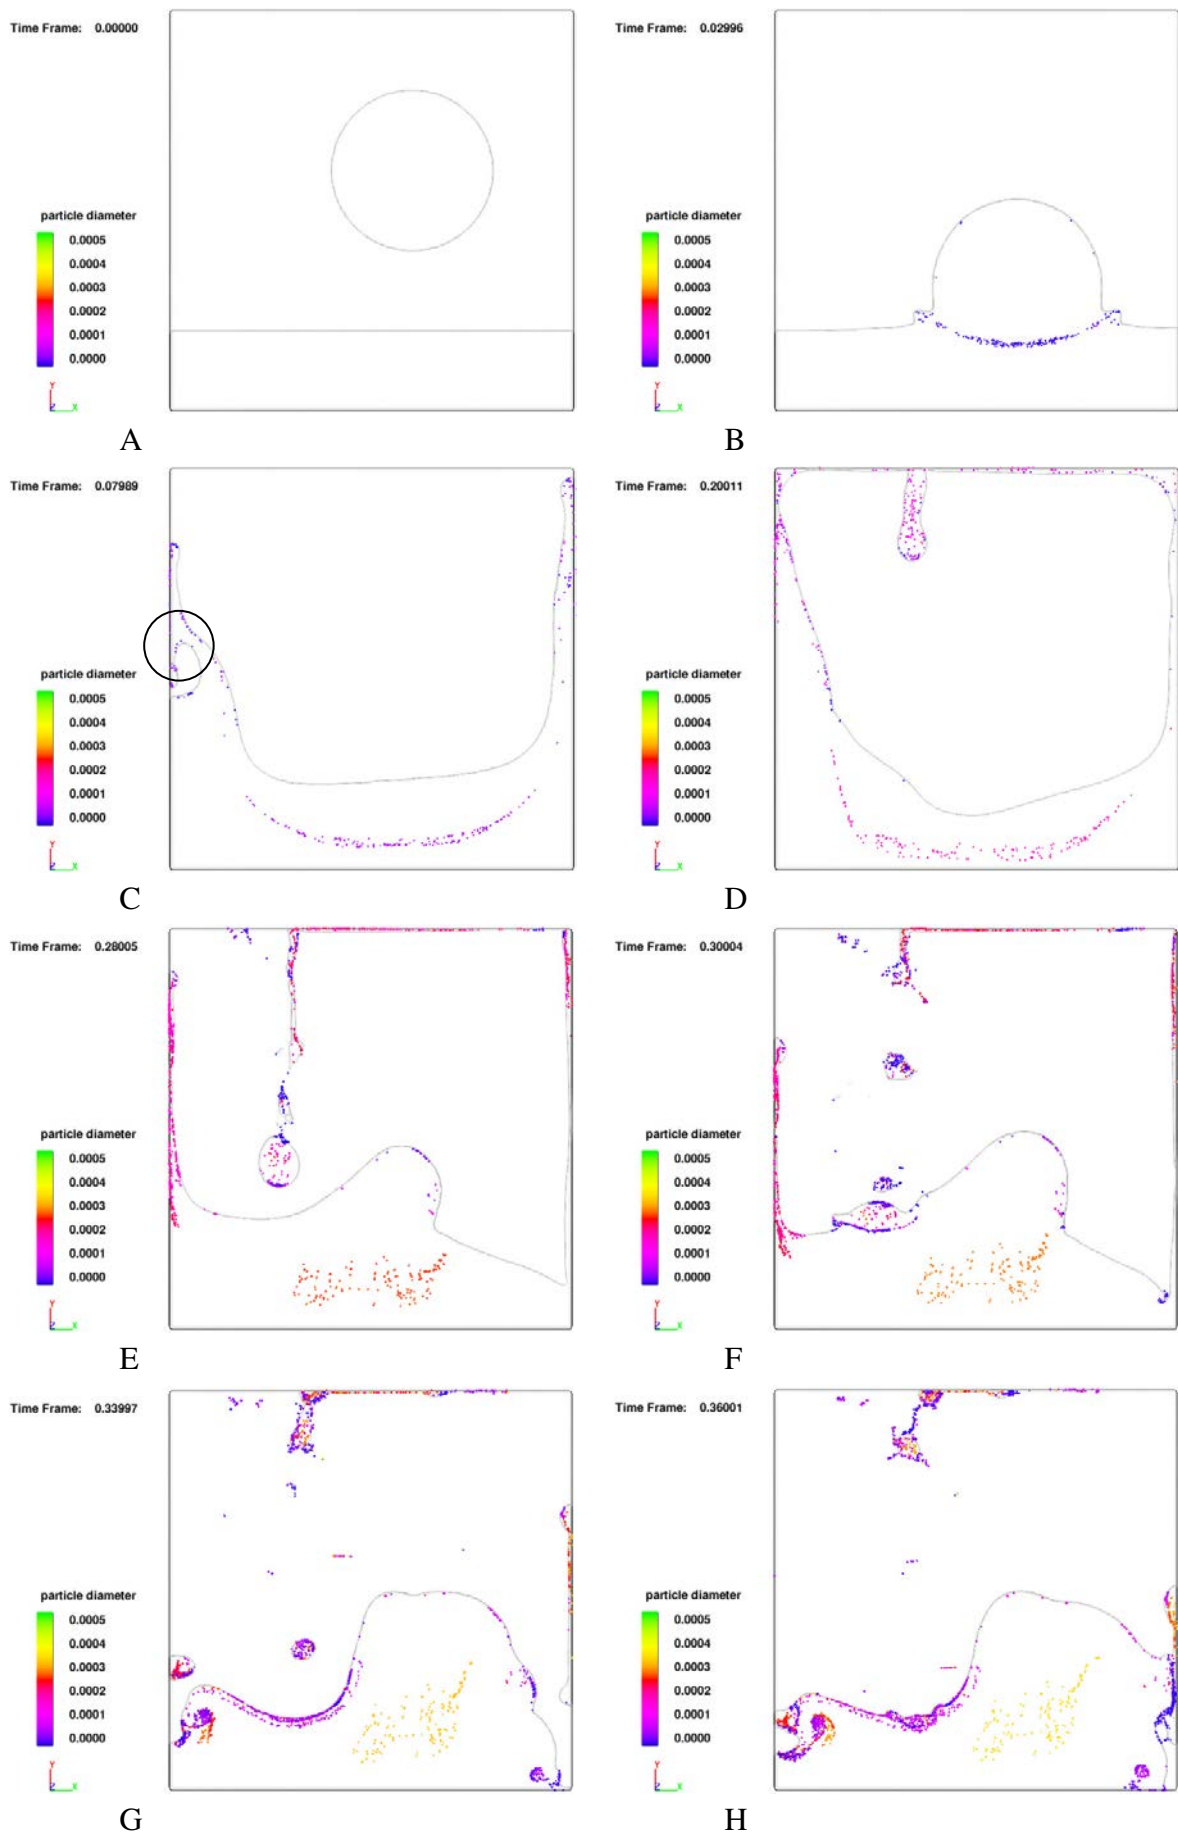 Time Frame: 0.00000
particle diameter
0.0005
0.0004
0.0003
0.0002
0.0001
0.0000
Y
Z X
A
Time Frame: 0.02996
particle diameter
0.0005
0.0004
0.0003
0.0002
0.0001
0.0000
Y
Z X
B
Time Frame: 0.07989
particle diameter
0.0005
0.0004
0.0003
0.0002
0.0001
0.0000
Y
Z X
C
Time Frame: 0.20011
particle diameter
0.0005
0.0004
0.0003
0.0002
0.0001
0.0000
Y
Z X
D
Time Frame: 0.28005
particle diameter
0.0005
0.0004
0.0003
0.0002
0.0001
0.0000
Y
Z X
E
Time Frame: 0.30004
particle diameter
0.0005
0.0004
0.0003
0.0002
0.0001
0.0000
Y
Z X
F
Time Frame: 0.33997
particle diameter
0.0005
0.0004
0.0003
0.0002
0.0001
0.0000
Y
Z X
G
Time Frame: 0.36001
particle diameter
0.0005
0.0004
0.0003
0.0002
0.0001
0.0000
Y
Z X
H